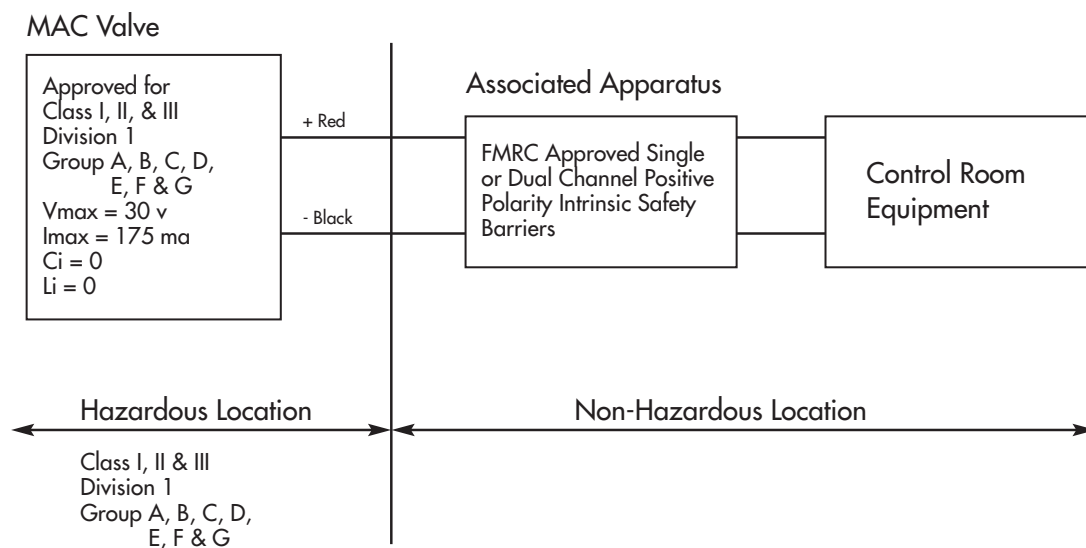 MAC Valve
Approved for
Class I, II, & III
Division 1
Group A, B, C, D,
E, F & G
Vmax = 30 v
Imax = 175 ma
Ci = 0
Li = 0
+ Red
- Black
Associated Apparatus
FMRC Approved Single
or Dual Channel Positive
Polarity Intrinsic Safety
Barriers
Control Room
Equipment
Hazardous Location
Non-Hazardous Location
Class I, II & III
Division 1
Group A, B, C, D,
E, F & G